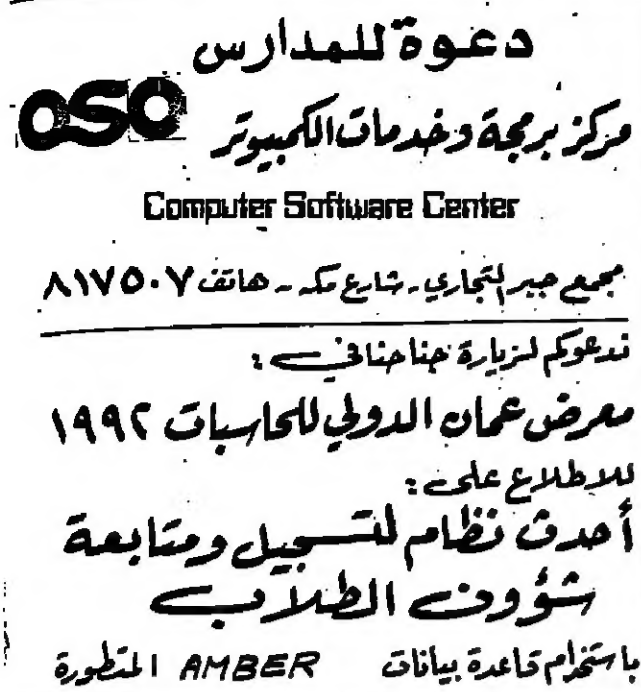 دعوة للمدارس
CSC
مركز برمجة وخدمات الكمبيوتر
Computer Software Center
مجمع جبر التجاري - شارع مكه - هاتف ٨١٧٥٠٧
ندعوكم لزيارة جناحنا في :
معرض عمان الدولي للحاسبات ١٩٩٢
للاطلاع على :
أحدث نظام لتسجيل ومتابعة
شؤون الطلاب
باستخدام قاعدة بيانات AMBER المتطورة